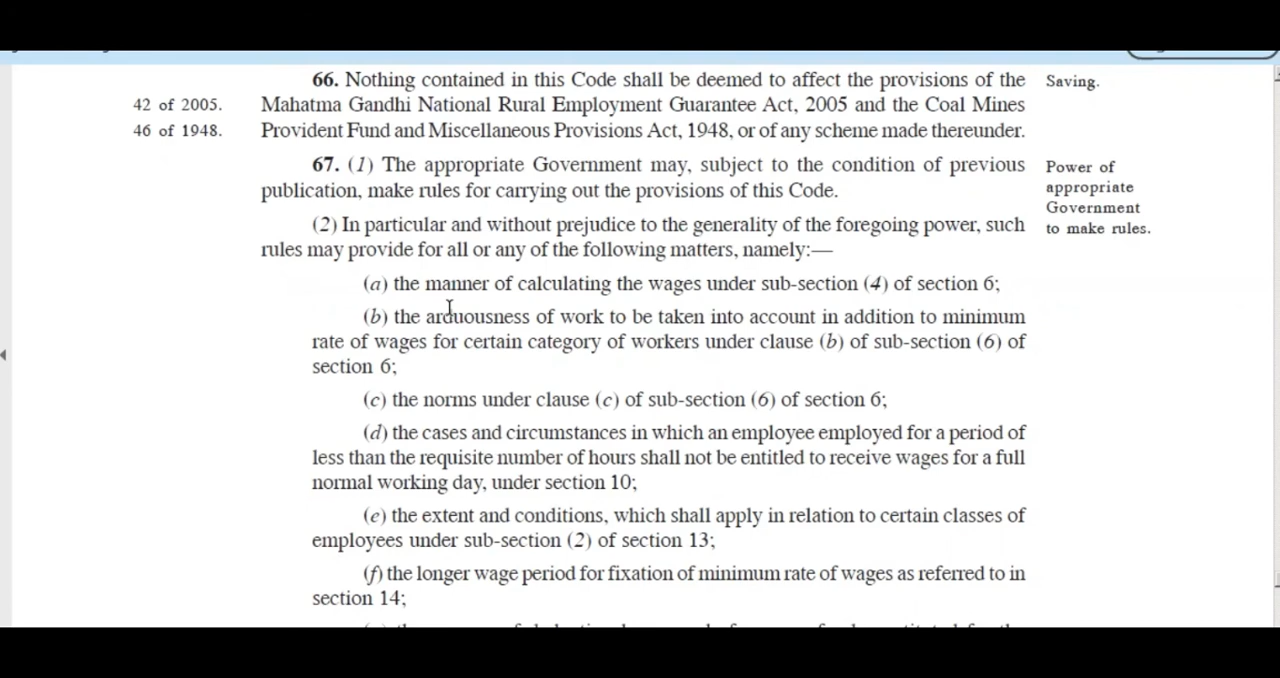 66. Nothing contained in this Code shall be deemed to affect the provisions of the
Saving.
42 of 2005.
Mahatma Gandhi National Rural Employment Guarantee Act, 2005 and the Coal Mines
46 of 1948.
Provident Fund and Miscellaneous Provisions Act, 1948, or of any scheme made thereunder.
67. (1) The appropriate Government may, subject to the condition of previous
publication, make rules for carrying out the provisions of this Code.
Power of
appropriate
Government
to make rules.
(2) In particular and without prejudice to the generality of the foregoing power, such
rules may provide for all or any of the following matters, namely:—
(a) the manner of calculating the wages under sub-section (4) of section 6;
(b) the arduousness of work to be taken into account in addition to minimum
rate of wages for certain category of workers under clause (b) of sub-section (6) of
section 6;
(c) the norms under clause (c) of sub-section (6) of section 6;
(d) the cases and circumstances in which an employee employed for a period of
less than the requisite number of hours shall not be entitled to receive wages for a full
normal working day, under section 10;
(e) the extent and conditions, which shall apply in relation to certain classes of
employees under sub-section (2) of section 13;
(f) the longer wage period for fixation of minimum rate of wages as referred to in
section 14;